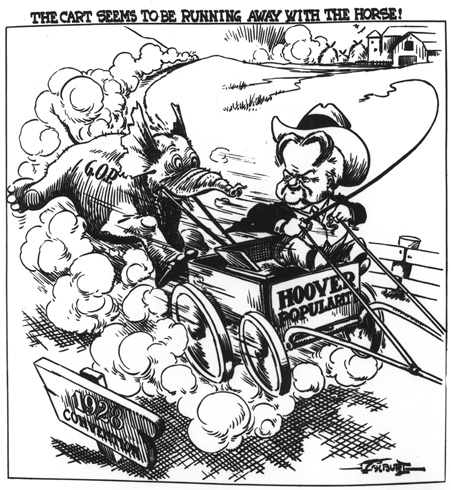 THE CART SEEMS TO BE RUNNING AWAY WITH THE HORSE!
G.O.P.
HOOVER
POPULARITY
1928
CONVENTION